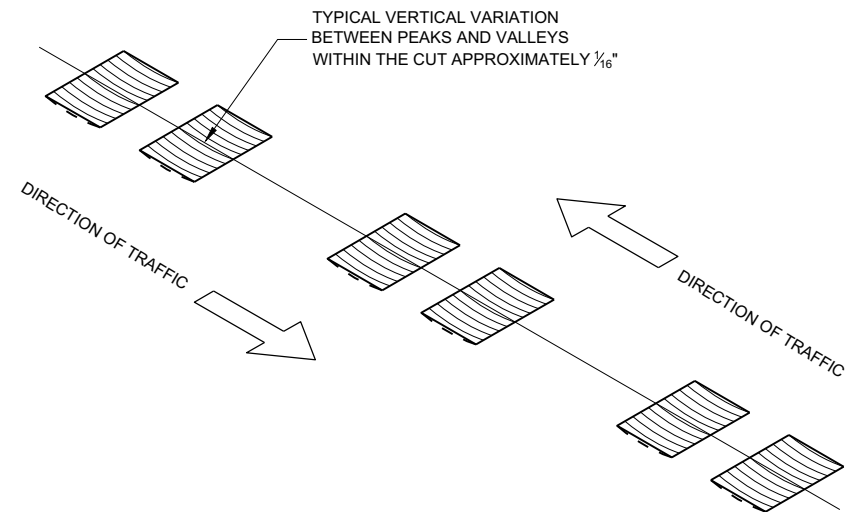 TYPICAL VERTICAL VARIATION
BETWEEN PEAKS AND VALLEYS
WITHIN THE CUT APPROXIMATELY 1⁄16"
DIRECTION OF TRAFFIC
DIRECTION OF TRAFFIC